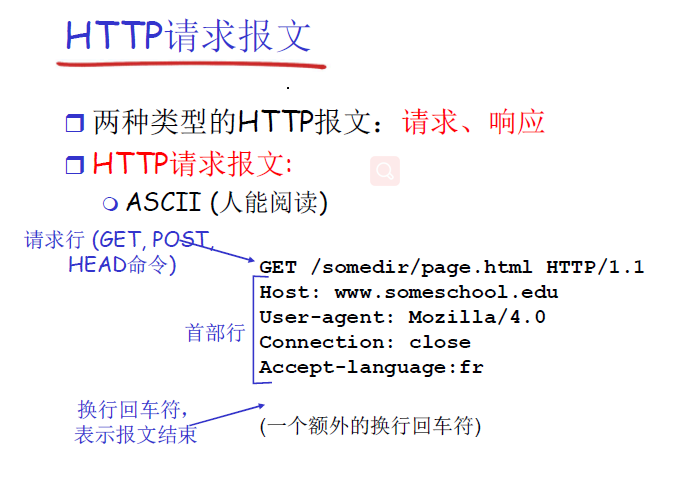 HTTP请求报文
两种类型的HTTP报文：请求、响应
HTTP请求报文:
ASCII (人能阅读)
请求行 (GET, POST,
HEAD命令)
GET /somedir/page.html HTTP/1.1
Host: www.someschool.edu
User-agent: Mozilla/4.0
Connection: close
Accept-language:fr
首部行
换行回车符，
表示报文结束
(一个额外的换行回车符)